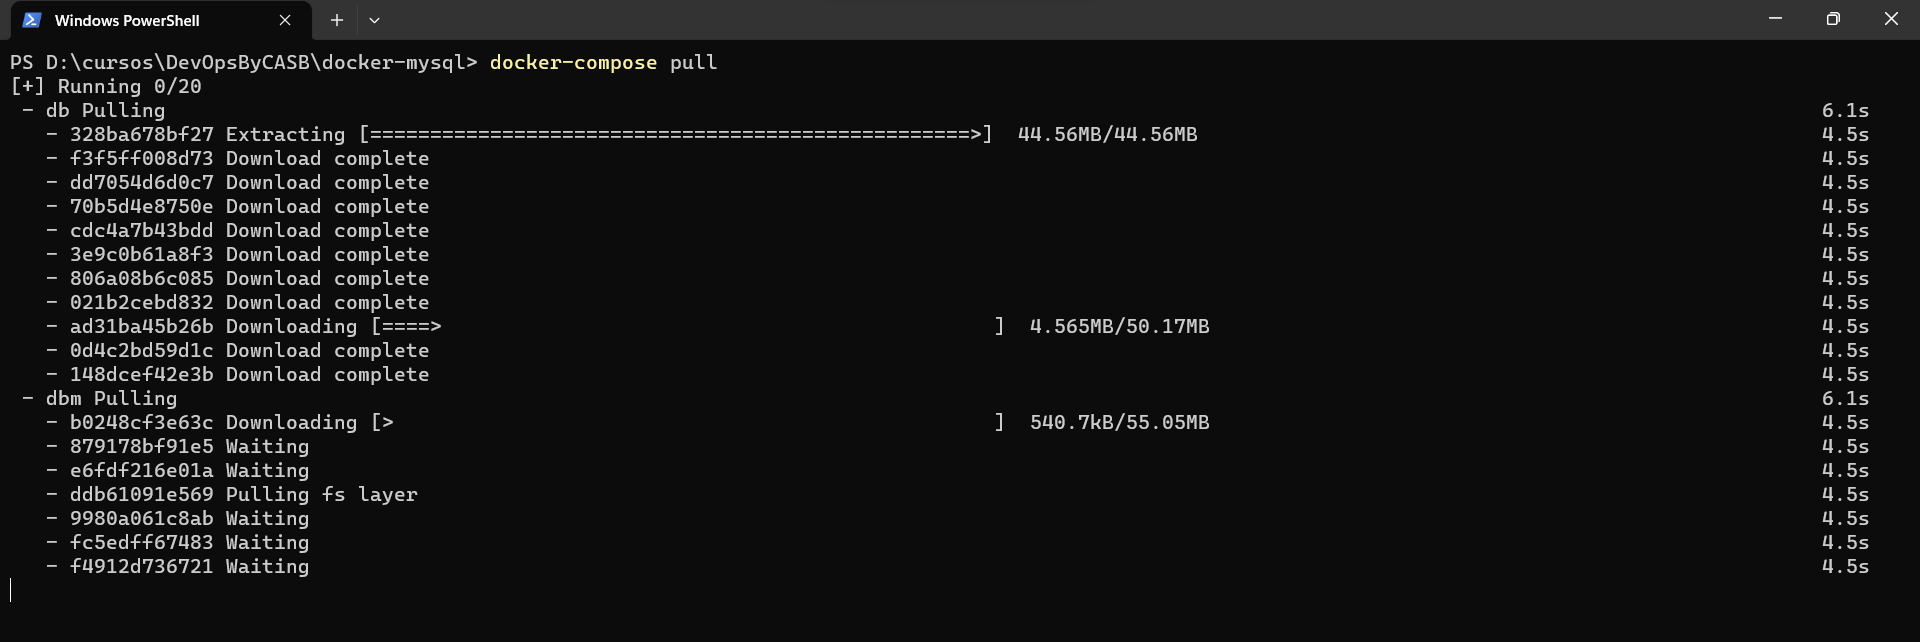 Windows PowerShell
PS D:\cursos\DevOpsByCASB\docker-mysql> docker-compose pull
[+] Running 0/20
 - db Pulling 6.1s
   - 328ba678bf27 Extracting [==================================================>] 44.56MB/44.56MB 4.5s
   - f3f5ff008d73 Download complete 4.5s
   - dd7054d6d0c7 Download complete 4.5s
   - 70b5d4e8750e Download complete 4.5s
   - cdc4a7b43bdd Download complete 4.5s
   - 3e9c0b61a8f3 Download complete 4.5s
   - 806a08b6c085 Download complete 4.5s
   - 021b2cebd832 Download complete 4.5s
   - ad31ba45b26b Downloading [====> ] 4.565MB/50.17MB 4.5s
   - 0d4c2bd59d1c Download complete 4.5s
   - 148dcef42e3b Download complete 4.5s
 - dbm Pulling 6.1s
   - b0248cf3e63c Downloading [> ] 540.7kB/55.05MB 4.5s
   - 879178bf91e5 Waiting 4.5s
   - e6fdf216e01a Waiting 4.5s
   - ddb61091e569 Pulling fs layer 4.5s
   - 9980a061c8ab Waiting 4.5s
   - fc5edff67483 Waiting 4.5s
   - f4912d736721 Waiting 4.5s